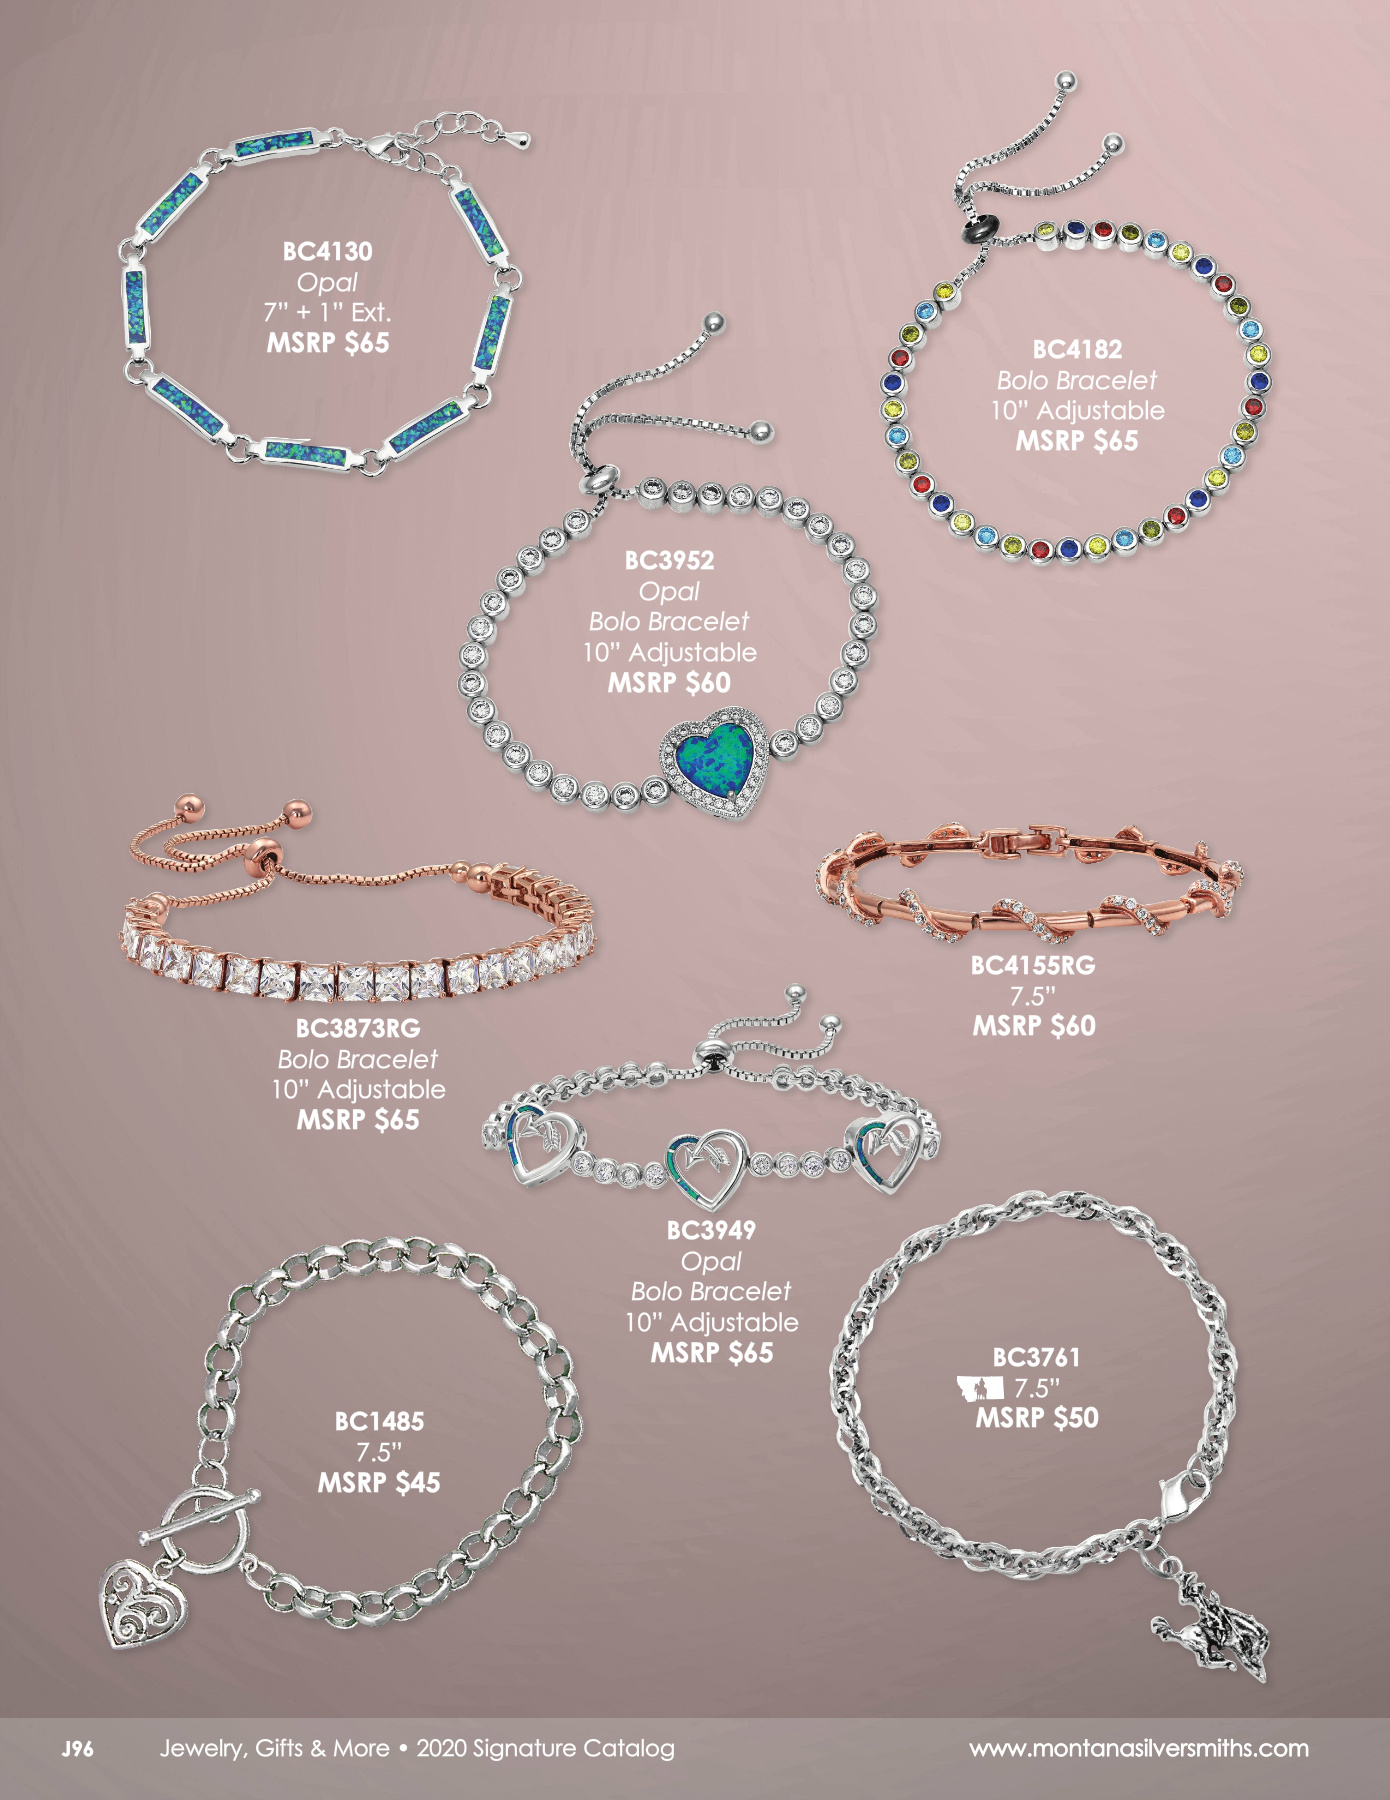 BC4130
Opal
7” + 1” Ext.
MSRP $65
BC4182
Bolo Bracelet
10” Adjustable
MSRP $65
BC3952
Opal
Bolo Bracelet
10” Adjustable
MSRP $60
BC4155RG
7.5”
MSRP $60
BC3873RG
Bolo Bracelet
10” Adjustable
MSRP $65
BC3949
Opal
Bolo Bracelet
10” Adjustable
MSRP $65
BC3761
7.5”
MSRP $50
BC1485
7.5”
MSRP $45
J96 Jewelry, Gifts & More • 2020 Signature Catalog www.montanasilversmiths.com